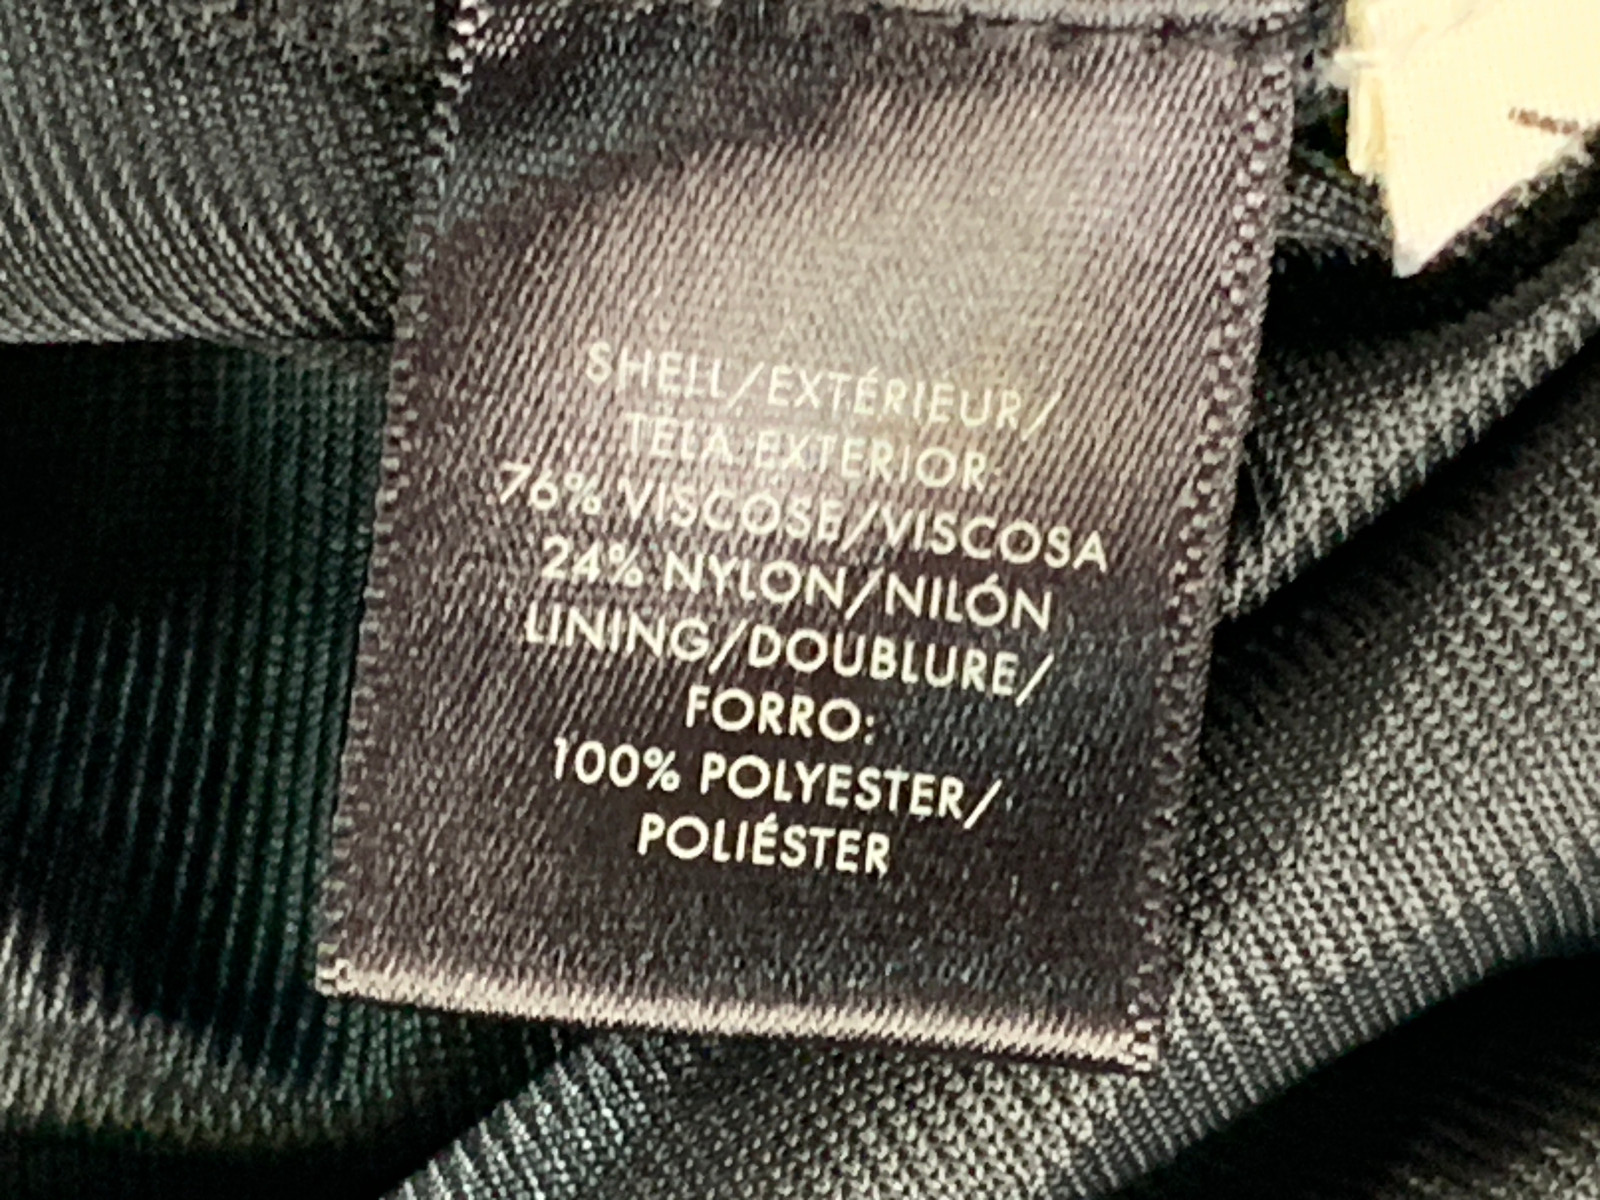 SHELL/EXTÉRIEUR/
TELA EXTERIOR:
76% VISCOSE/VISCOSA
24% NYLON/NILÓN
LINING/DOUBLURE/
FORRO:
100% POLYESTER/
POLIÉSTER